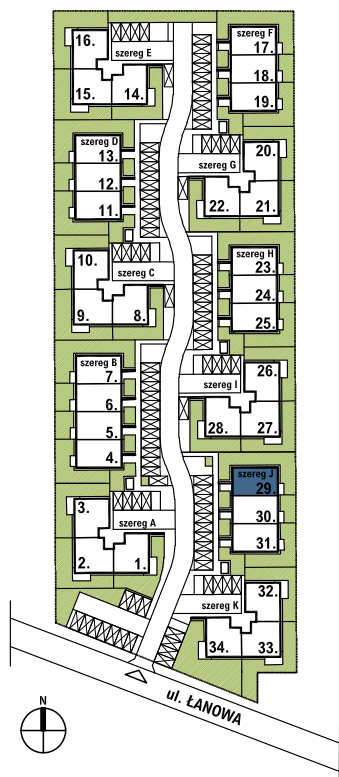 16.
szereg E
15.
14.
szereg F
17.
18.
19.
szereg D
13.
12.
11.
szereg G
20.
22.
21.
10.
szereg C
9.
8.
szereg H
23.
24.
25.
szereg B
7.
6.
5.
4.
26.
szereg I
28.
27.
3.
szereg A
2.
1.
szereg J
29.
30.
31.
32.
szereg K
34.
33.
ul. ŁANOWA
N